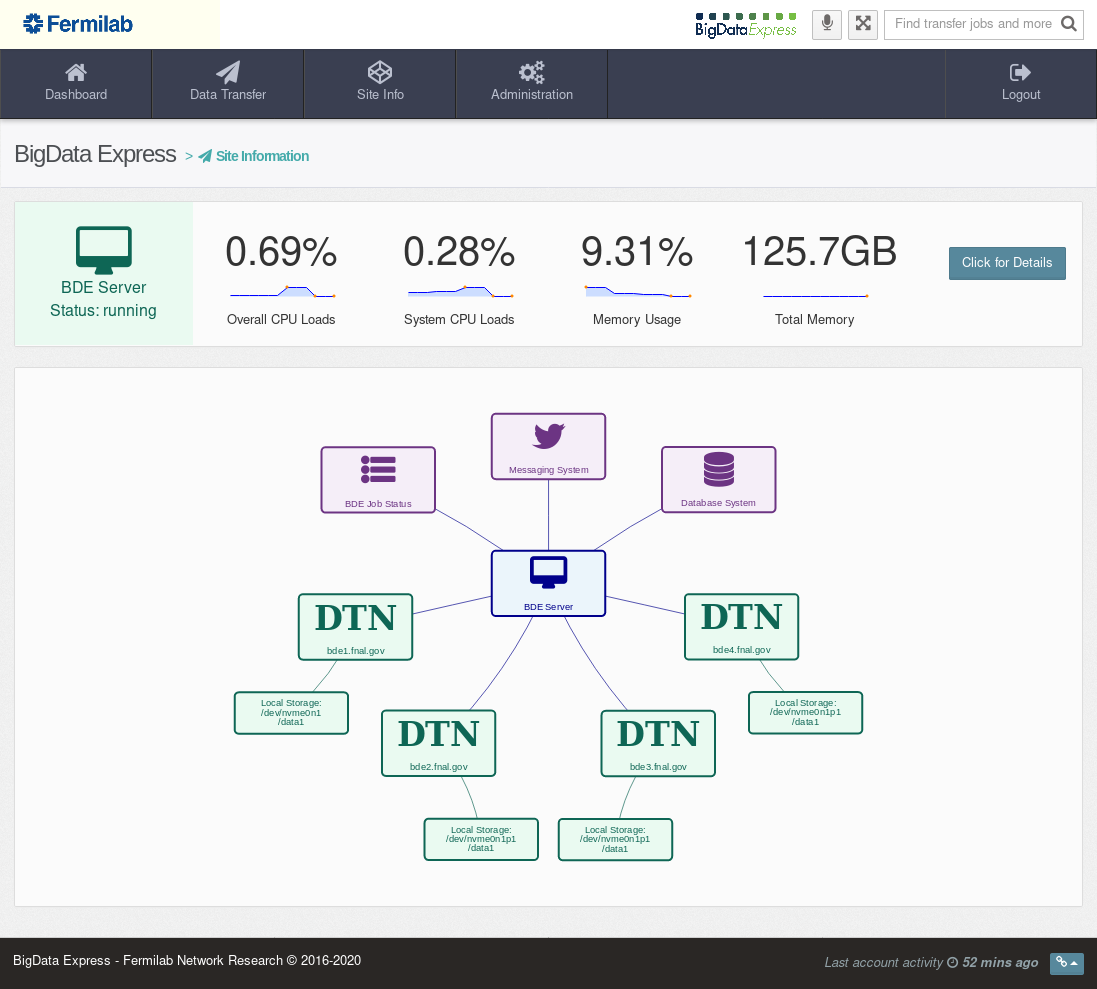 Fermilab
BigDataExpress
Find transfer jobs and more
Dashboard
Data Transfer
Site Info
Administration
Logout
BigData Express > Site Information
BDE Server
Status: running
0.69%
Overall CPU Loads
0.28%
System CPU Loads
9.31%
Memory Usage
125.7GB
Total Memory
Click for Details
Messaging System
BDE Job Status
Database System
BDE Server
DTN
bde1.fnal.gov
DTN
bde4.fnal.gov
Local Storage:
/dev/nvme0n1
/data1
Local Storage:
/dev/nvme0n1p1
/data1
DTN
bde2.fnal.gov
DTN
bde3.fnal.gov
Local Storage:
/dev/nvme0n1p1
/data1
Local Storage:
/dev/nvme0n1p1
/data1
BigData Express - Fermilab Network Research © 2016-2020
Last account activity 52 mins ago